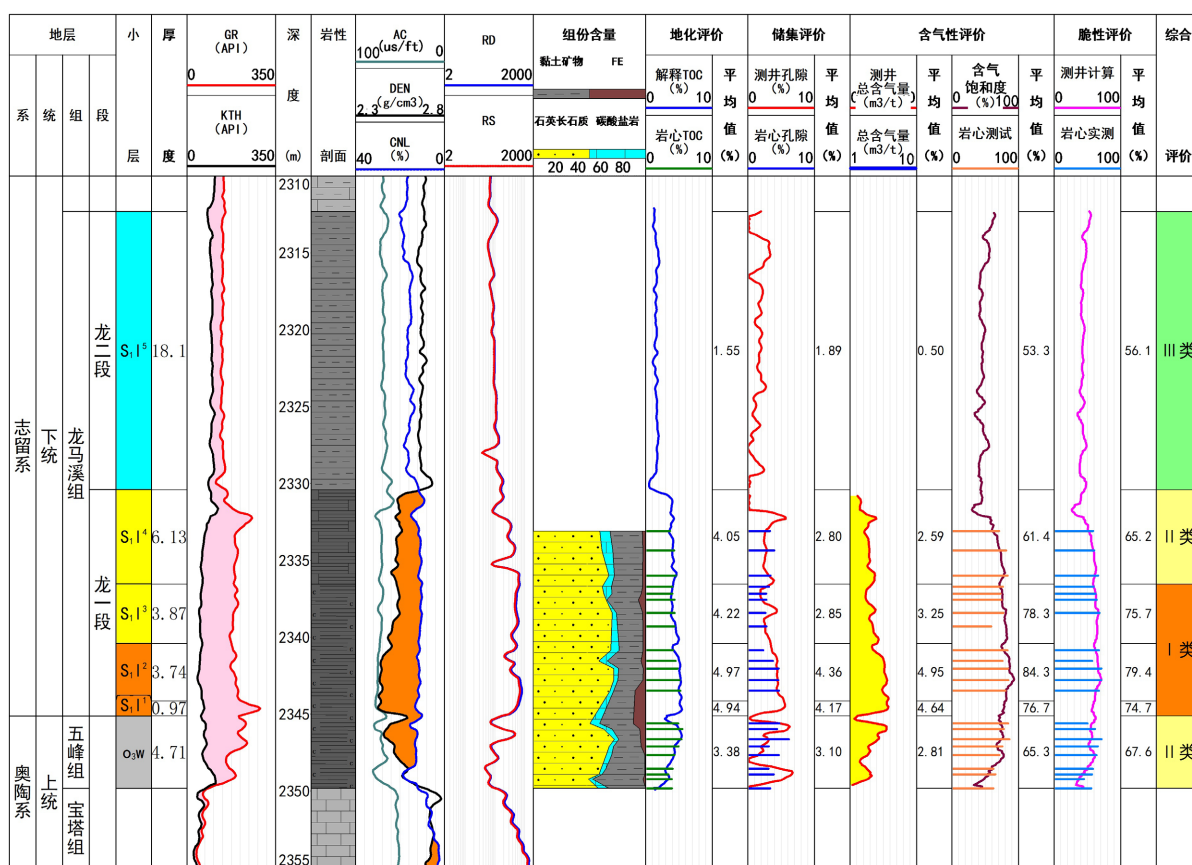 地层
系
统
组
段
小
层
厚
度
GR
(API)
0 350
KTH
(API)
0 350
深
度
(m)
岩性
剖面
AC
100 (us/ft) 0
DEN
2.3 (g/cm3) 2.8
CNL
40 (%) 0
RD
2 2000
RS
2 2000
组份含量
黏土矿物 FE
石英长石质 碳酸盐岩
20 40 60 80
地化评价
解释TOC
(%)
0 10
岩心TOC
(%)
0 10
平均值
(%)
储集评价
测井孔隙
(%)
0 10
岩心孔隙
(%)
0 10
平均值
(%)
含气性评价
测井
总含气量
(m3/t)
总含气量
m3/t
1 10
平均值
(%)
含气
饱和度
(%)
0 100
岩心测试
0 100
平均值
(%)
脆性评价
测井计算
0 100
岩心实测
0 100
平均值
(%)
综合
评价
志留系
下统
龙马溪组
龙二段
龙一段
奥陶系
上统
五峰组
宝塔组
2310
2315
2320
2325
2330
2335
2340
2345
2350
2355
S₁l⁵ 18.1 1.55 1.89 0.50 53.3 56.1 III类
S₁l⁴ 6.13 4.05 2.80 2.59 61.4 65.2 II类
S₁l³ 3.87 4.22 2.85 3.25 78.3 75.7
I类
S₁l² 3.74 4.97 4.36 4.95 84.3 79.4
S₁l¹ 0.97 4.94 4.17 4.64 76.7 74.7
O₃W 4.71 3.38 3.10 2.81 65.3 67.6 II类